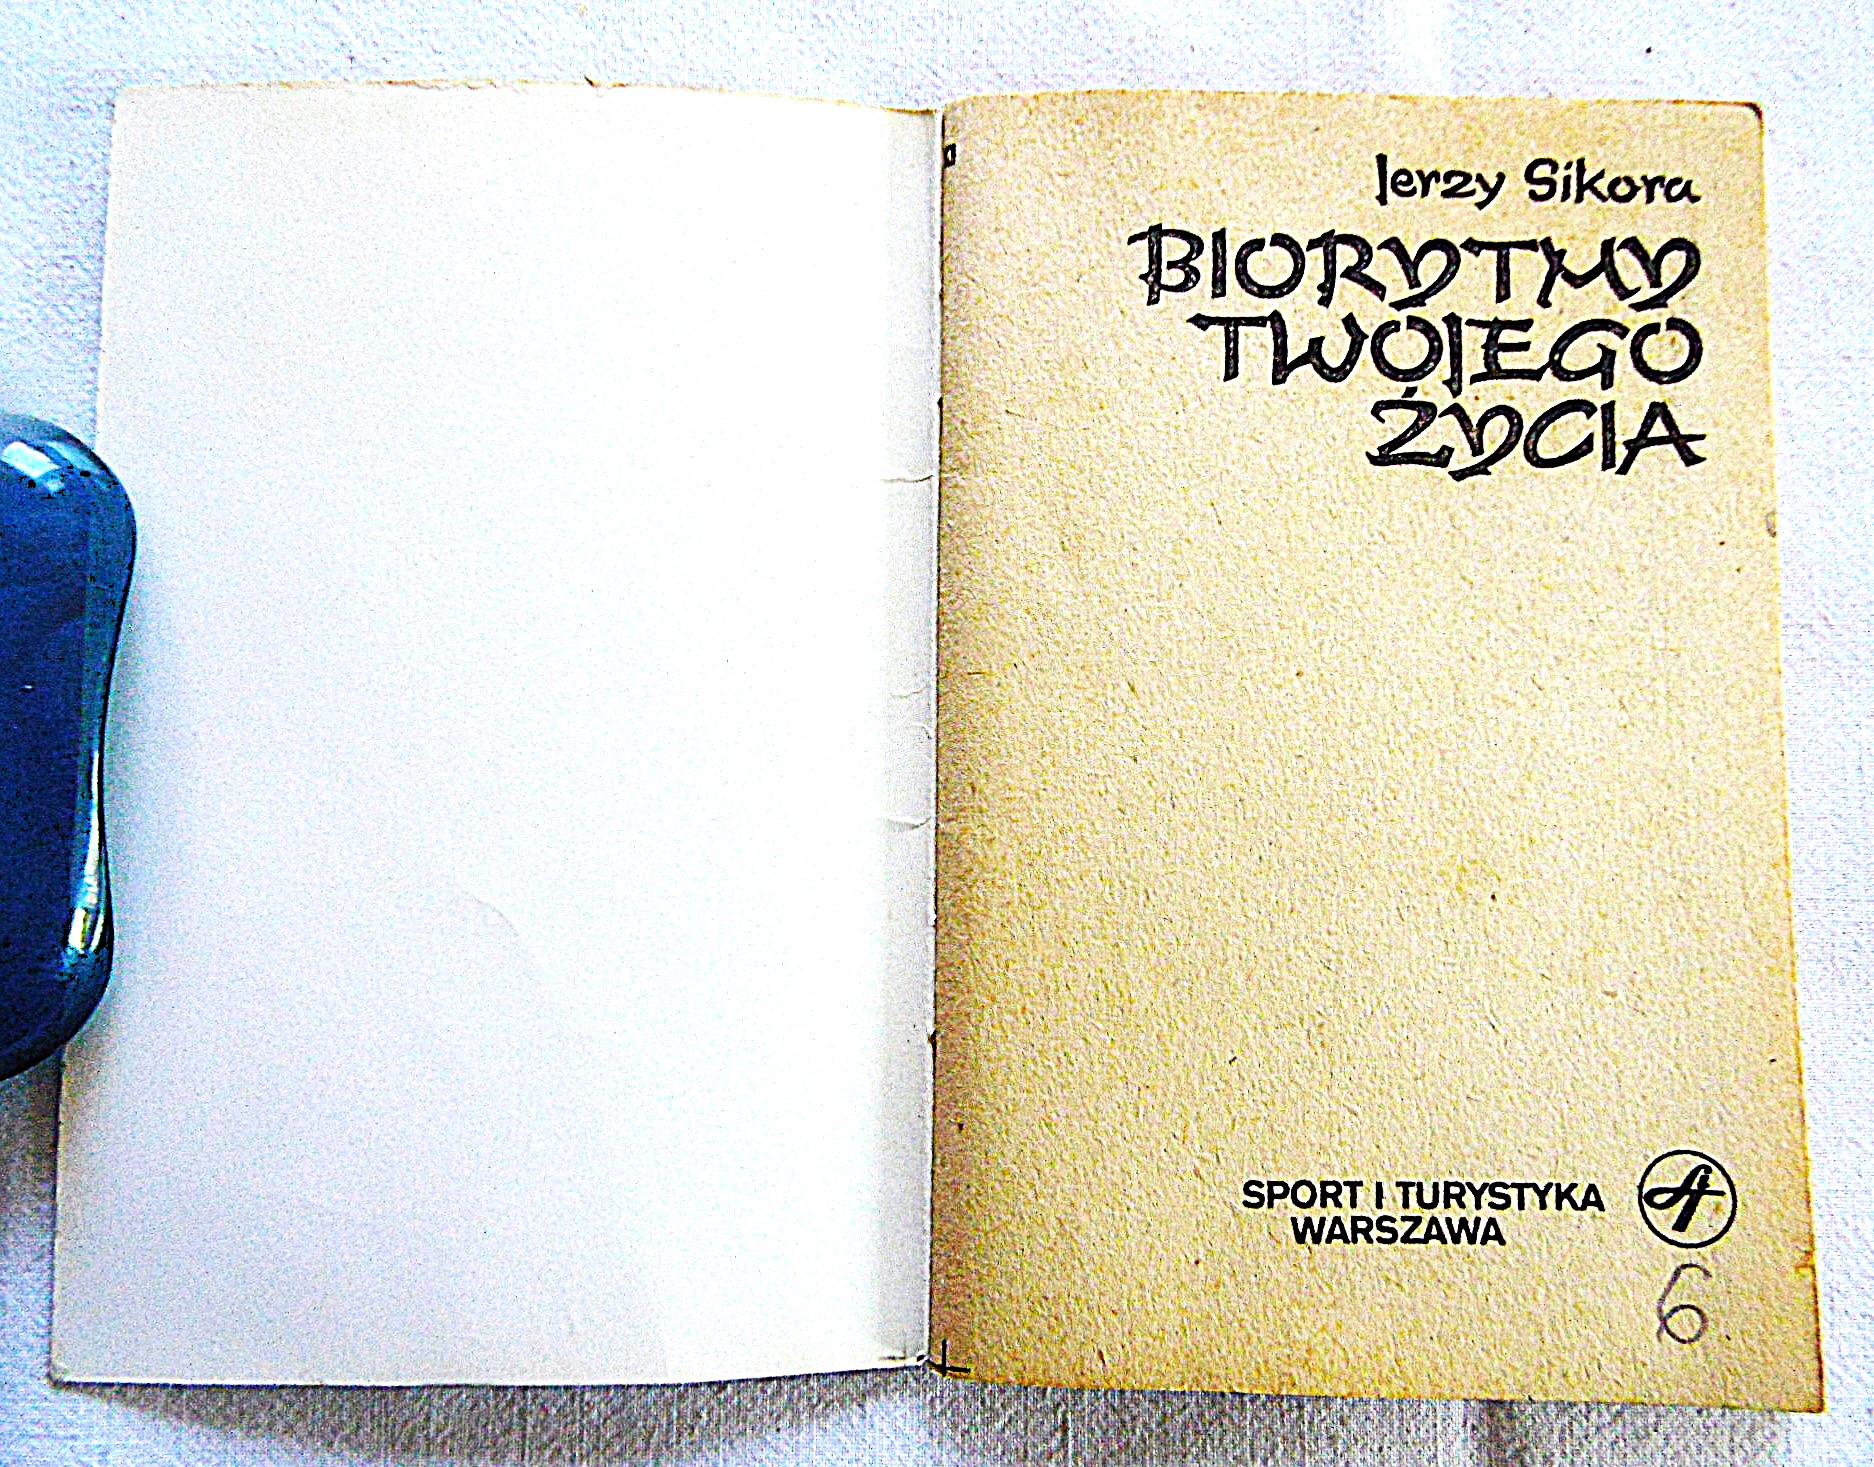 Jerzy Sikora
BIORYTMY
TWOJEGO
ŻYCIA
SPORT I TURYSTYKA
WARSZAWA
6